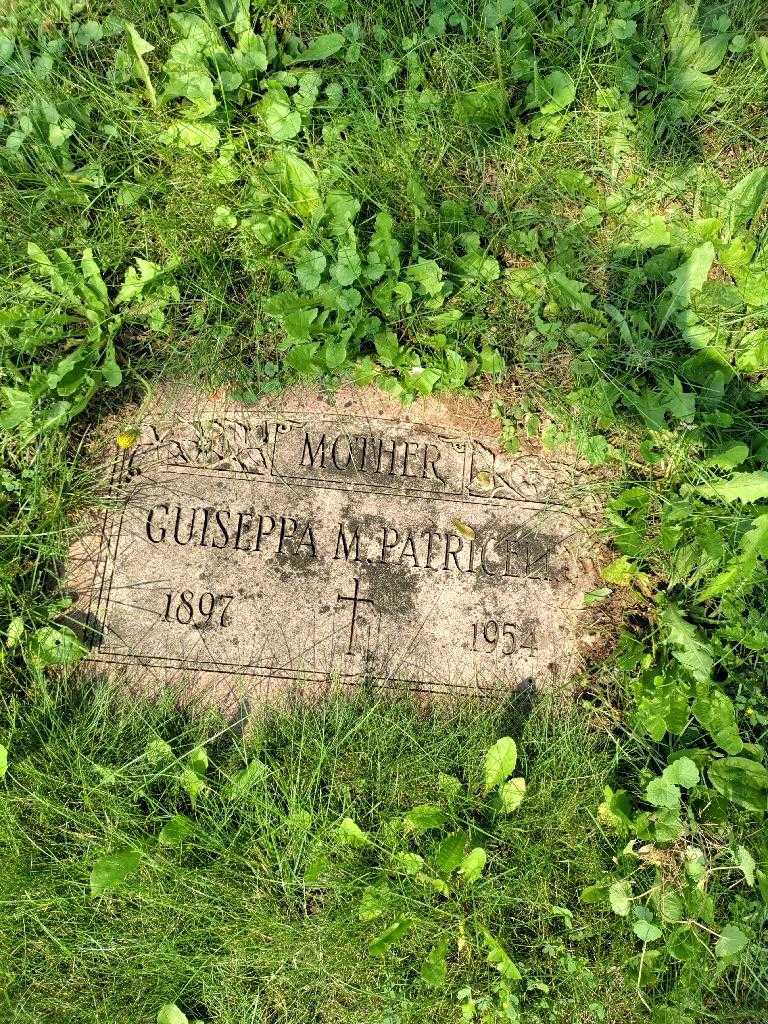 MOTHER
GUISEPPA M. PATRICELLI
1897 1954